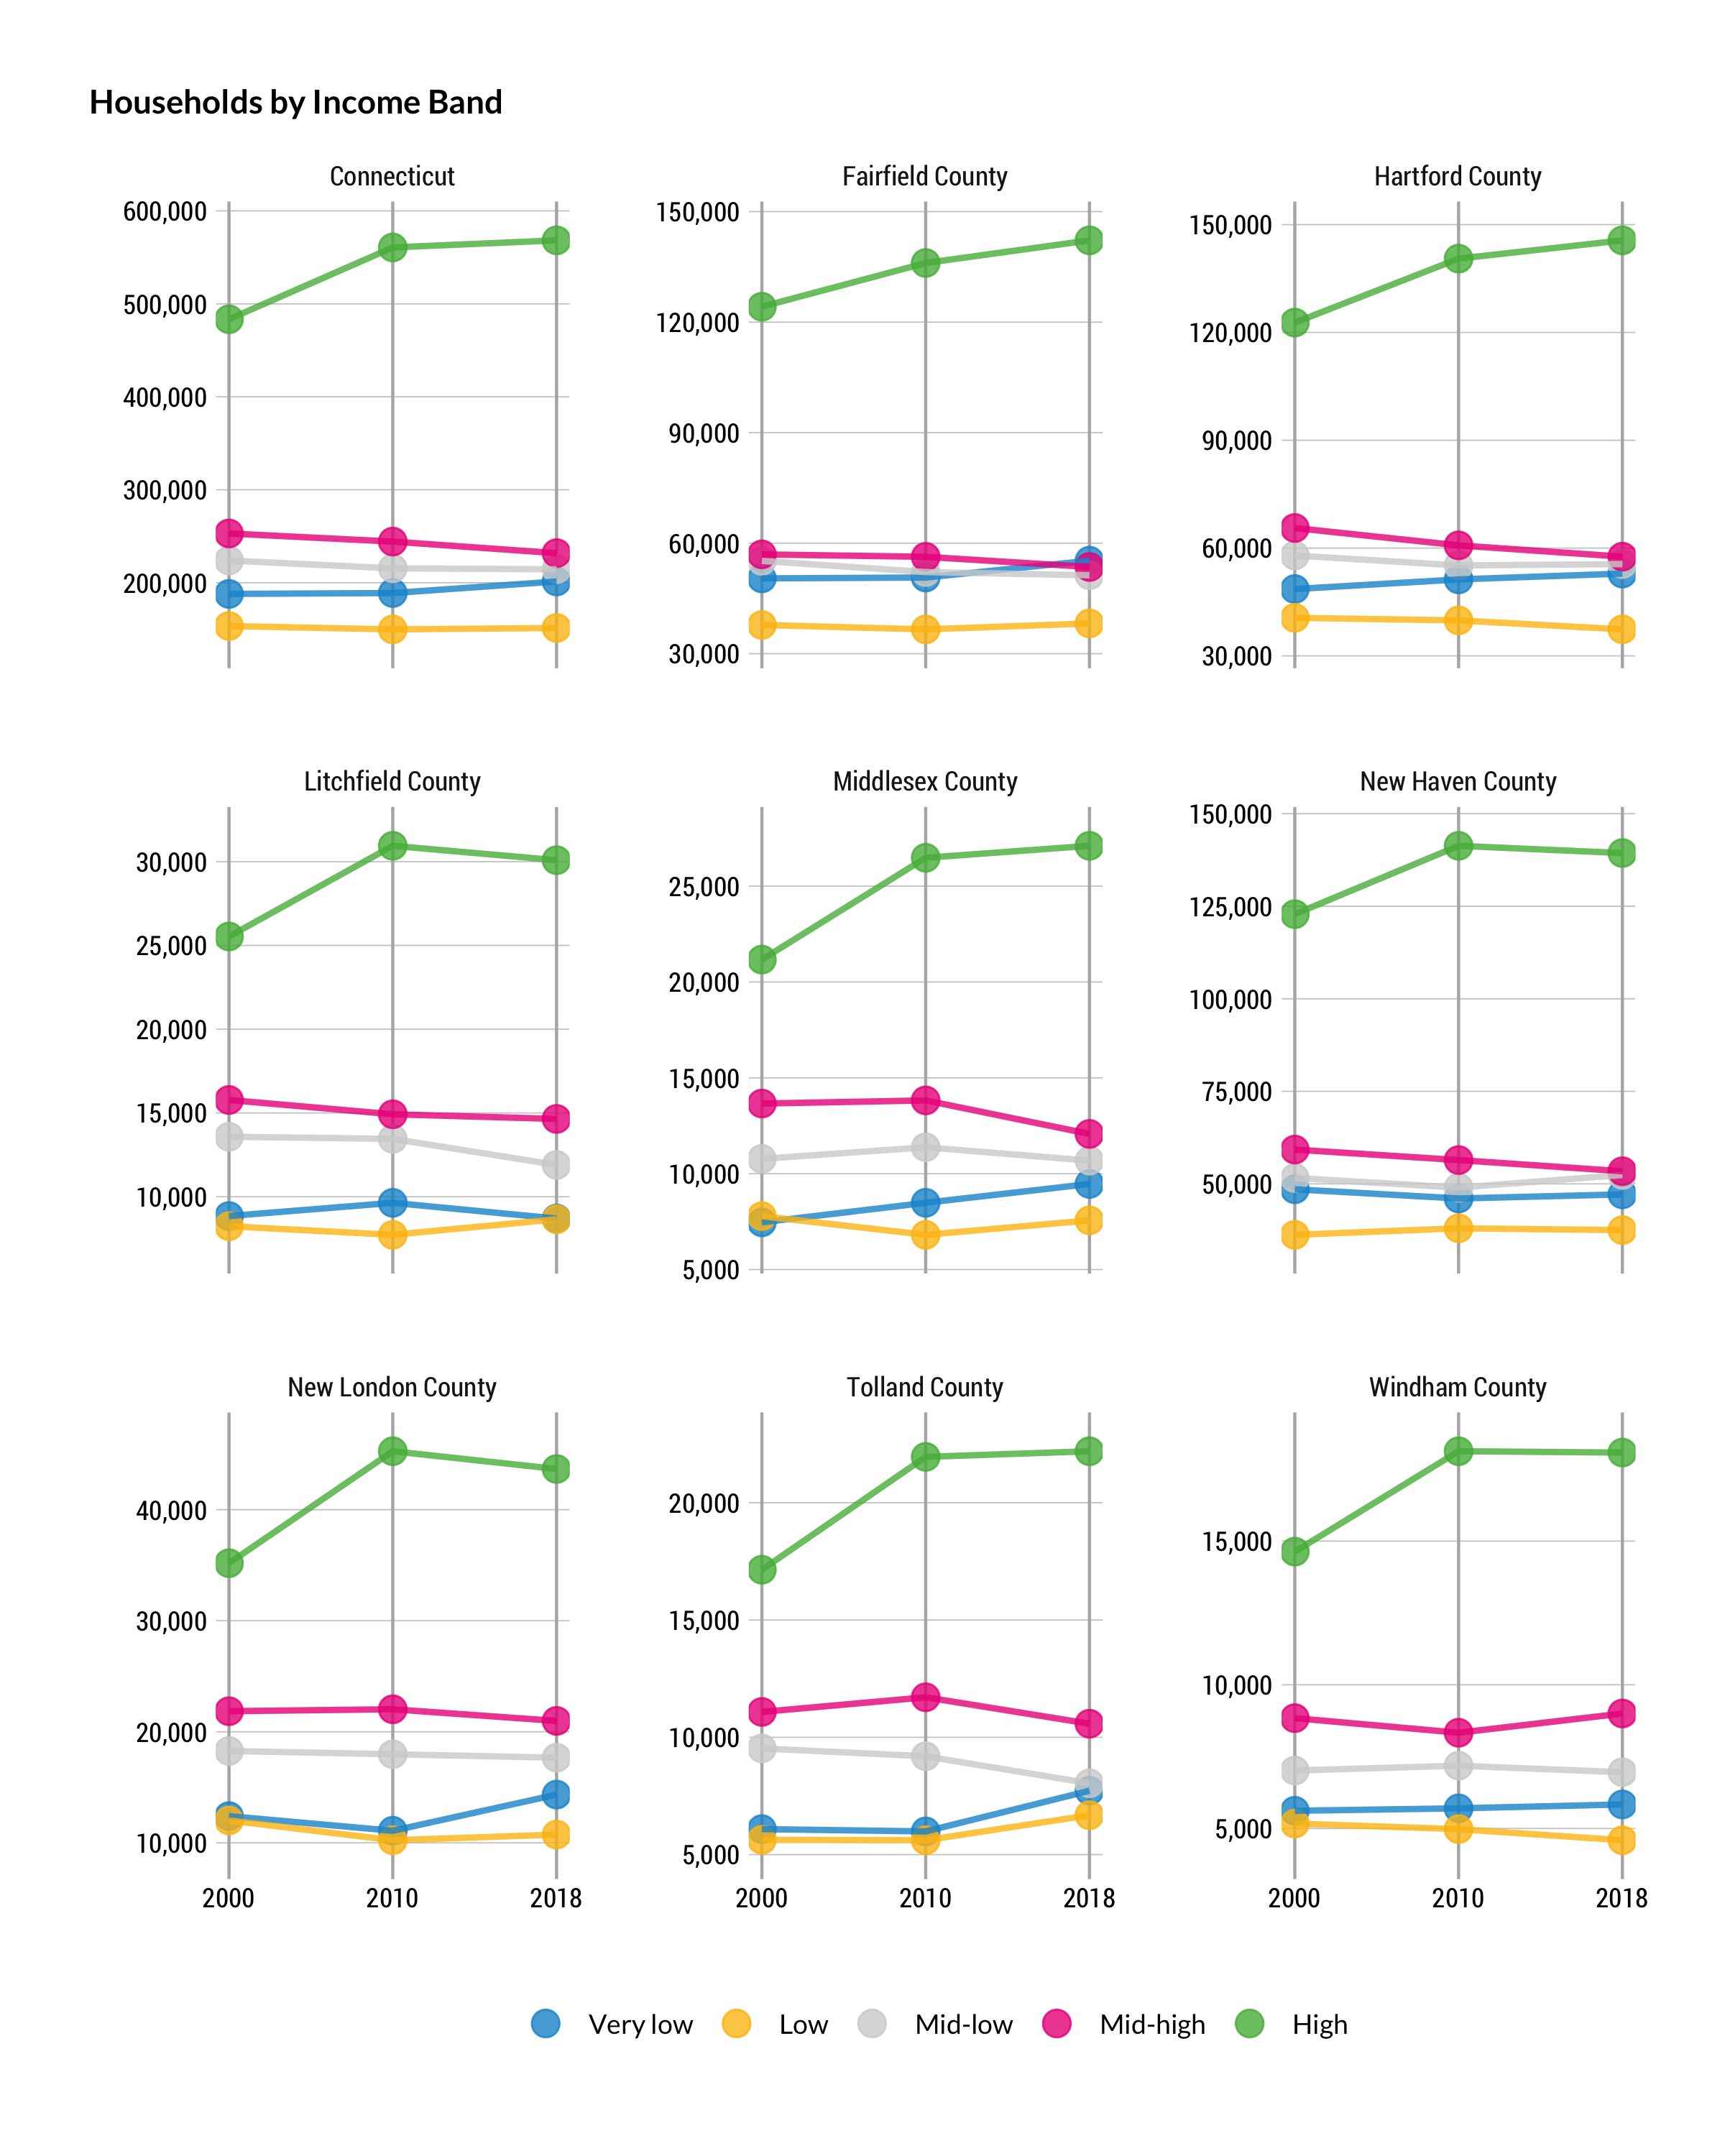 Households by Income Band
Connecticut
Fairfield County
Hartford County
600,000
500,000
400,000
300,000
200,000
150,000
120,000
90,000
60,000
30,000
150,000
120,000
90,000
60,000
30,000
Litchfield County
Middlesex County
New Haven County
30,000
25,000
20,000
15,000
10,000
25,000
20,000
15,000
10,000
5,000
150,000
125,000
100,000
75,000
50,000
New London County
Tolland County
Windham County
40,000
30,000
20,000
10,000
20,000
15,000
10,000
5,000
15,000
10,000
5,000
2000 2010 2018
2000 2010 2018
2000 2010 2018
Very low Low Mid-low Mid-high High